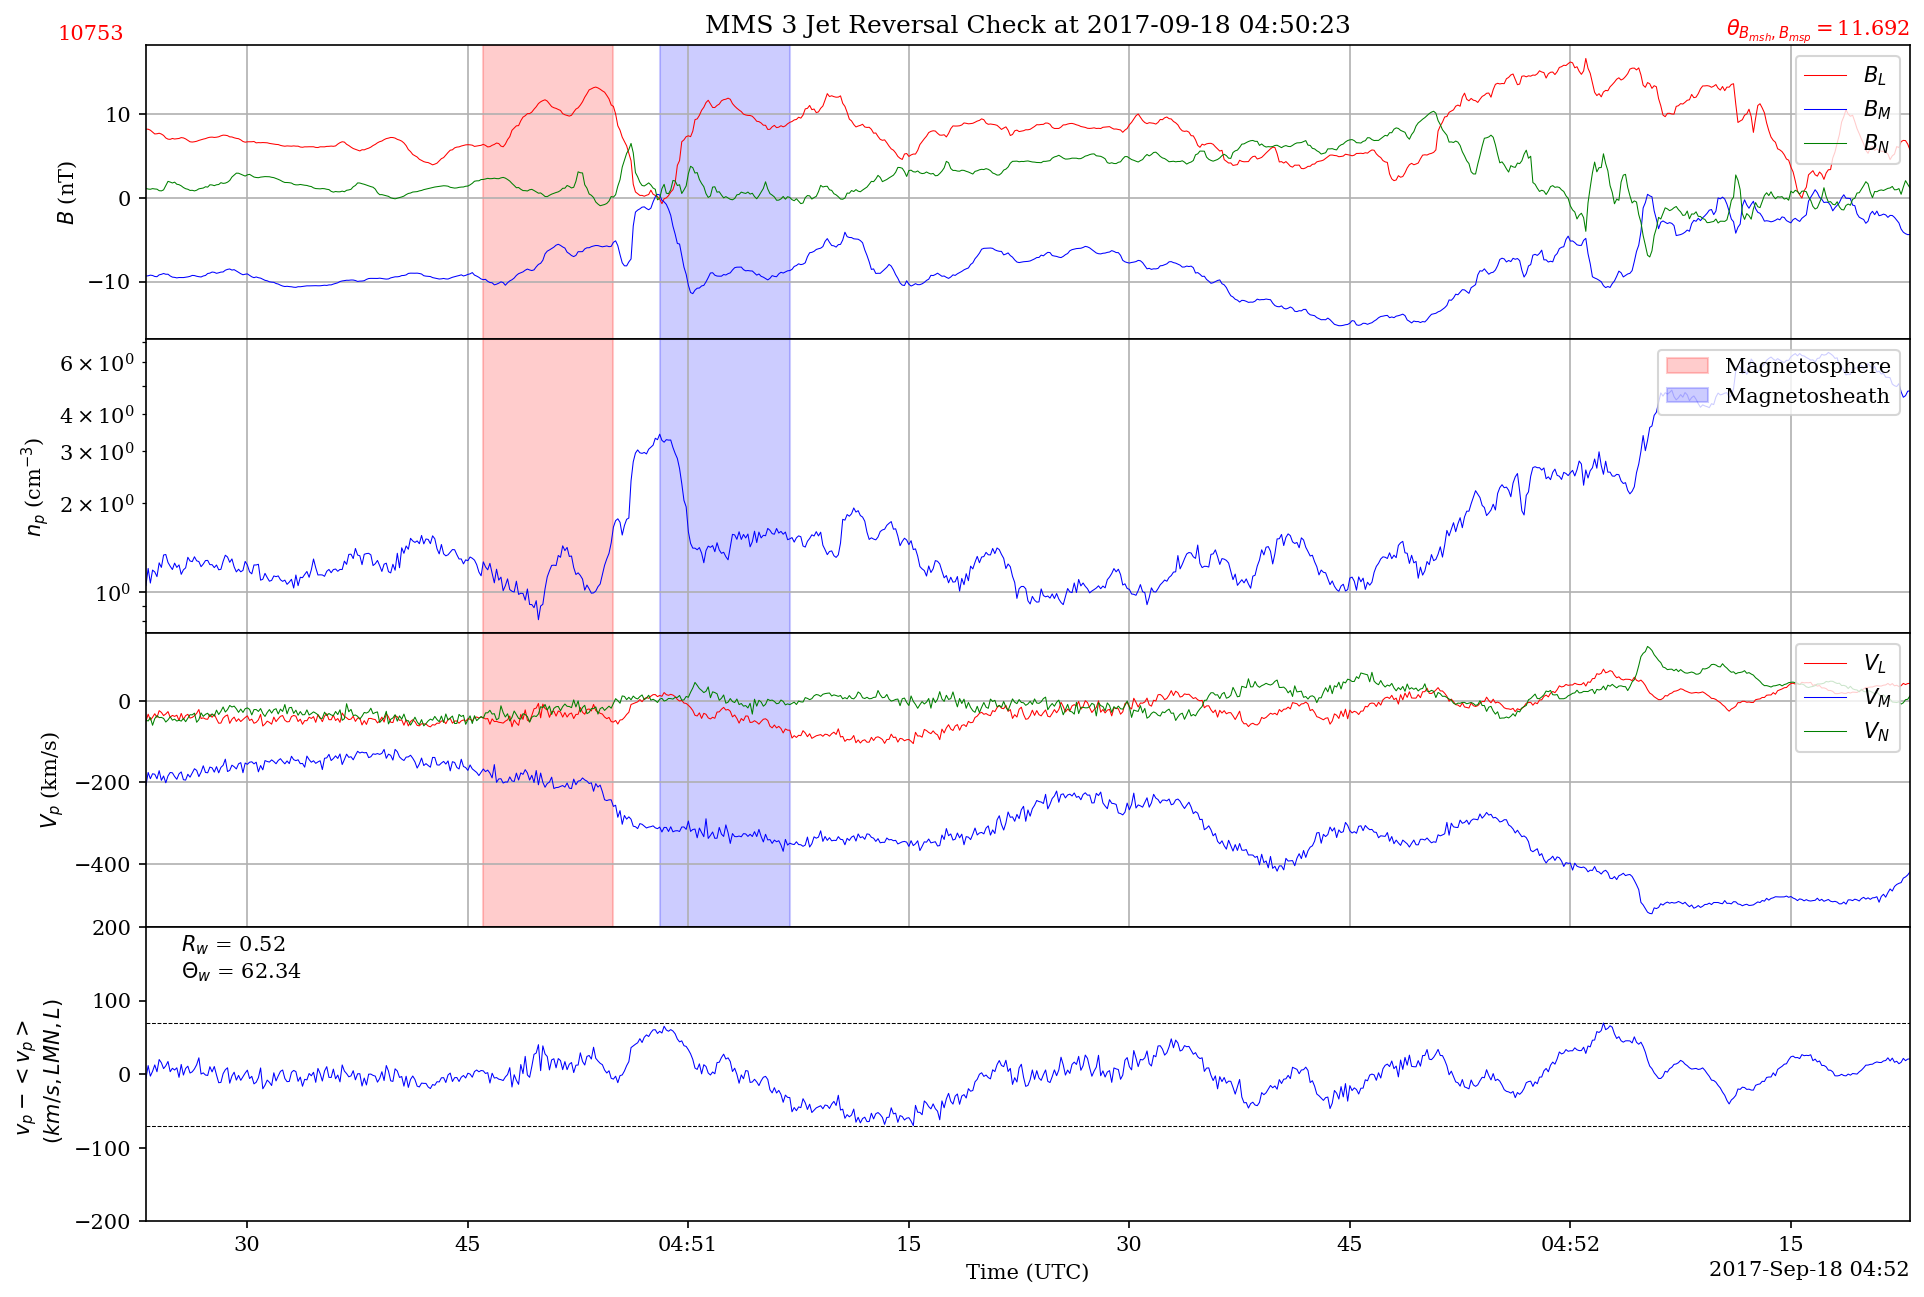 MMS 3 Jet Reversal Check at 2017-09-18 04:50:23
10753
θ_{B_{msh}, B_{msp}} = 11.692
B (nT)
10
0
−10
B_L
B_M
B_N
n_p (cm^{−3})
6 × 10^0
4 × 10^0
3 × 10^0
2 × 10^0
10^0
Magnetosphere
Magnetosheath
V_p (km/s)
0
−200
−400
V_L
V_M
V_N
v_p − < v_p >
(km/s, LMN, L)
200
100
0
−100
−200
R_w = 0.52
Θ_w = 62.34
30
45
04:51
15
30
45
04:52
15
Time (UTC)
2017-Sep-18 04:52